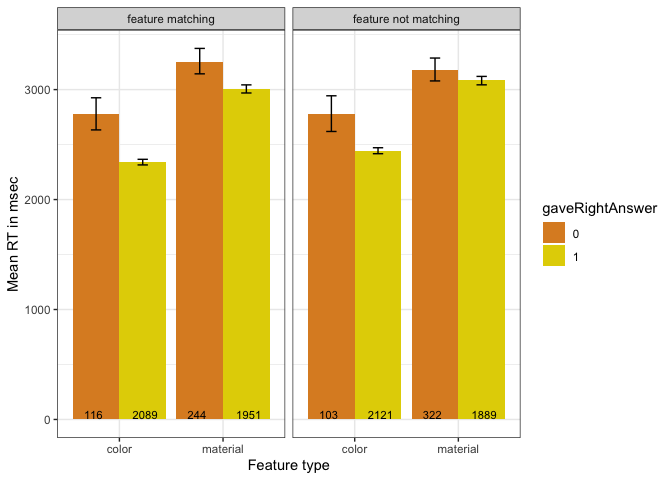 feature matching
feature not matching
Mean RT in msec
3000
2000
1000
0
116 2089 244 1951
103 2121 322 1889
color material
color material
Feature type
gaveRightAnswer
0
1